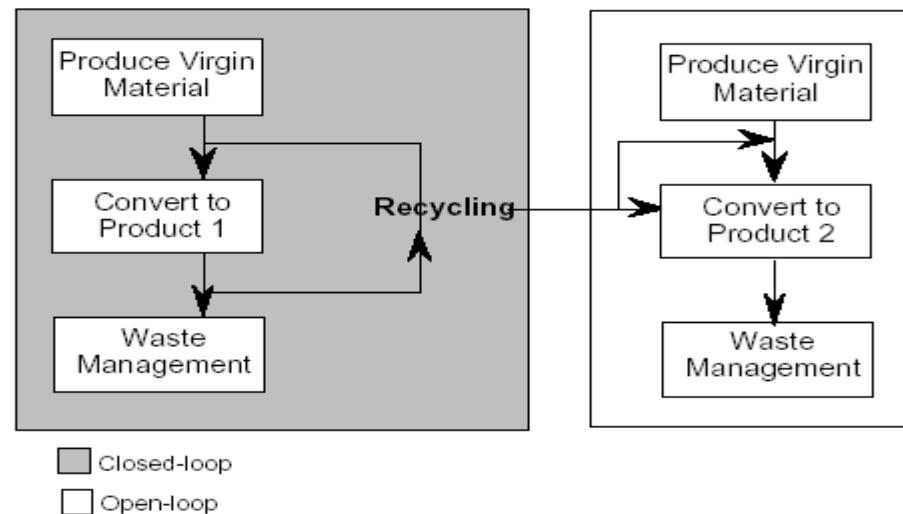 Produce Virgin
Material
Convert to
Product 1
Waste
Management
Recycling
Produce Virgin
Material
Convert to
Product 2
Waste
Management
Closed-loop
Open-loop